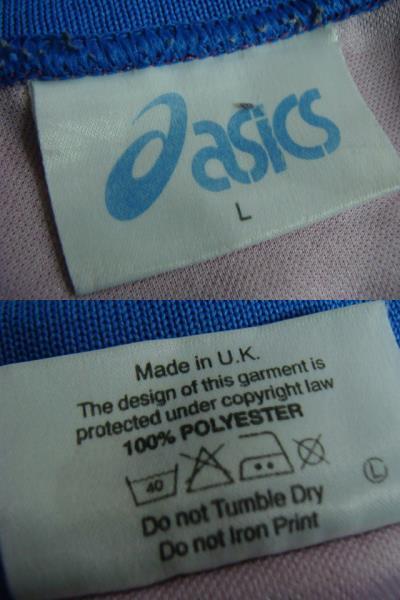 asics
L
Made in U.K.
The design of this garment is
protected under copyright law
100% POLYESTER
40
L
Do not Tumble Dry
Do not Iron Print